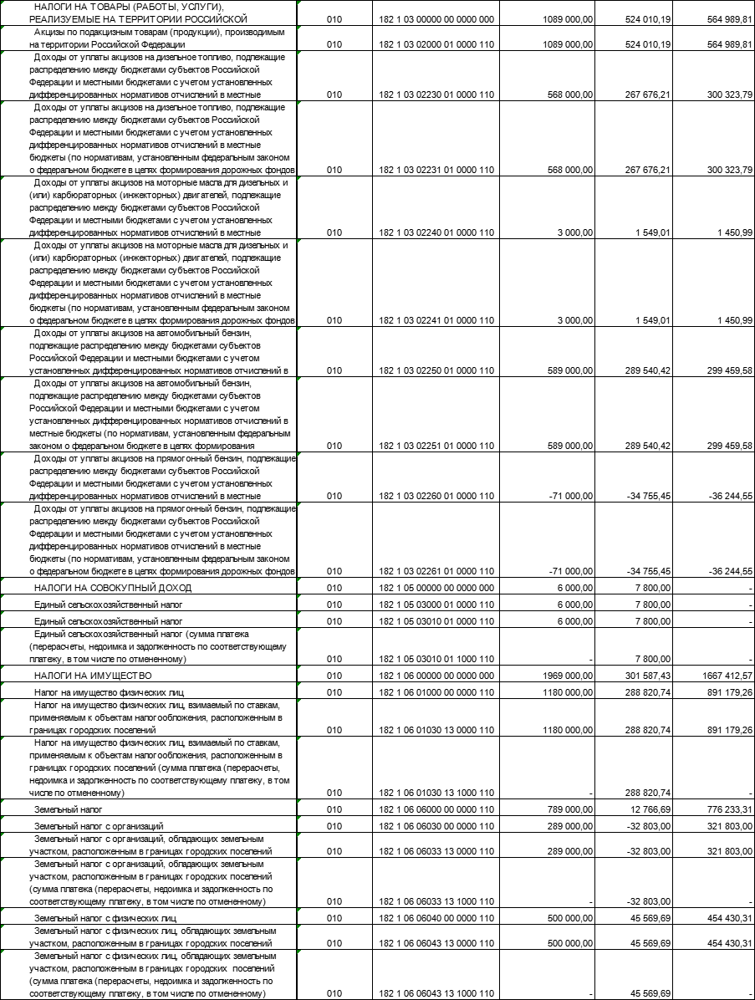 НАЛОГИ НА ТОВАРЫ (РАБОТЫ, УСЛУГИ),
РЕАЛИЗУЕМЫЕ НА ТЕРРИТОРИИ РОССИЙСКОЙ 010 182 1 03 00000 00 0000 000 1089 000,00 524 010,19 564 989,81
Акцизы по подакцизным товарам (продукции), производимым
на территории Российской Федерации 010 182 1 03 02000 01 0000 110 1089 000,00 524 010,19 564 989,81
Доходы от уплаты акцизов на дизельное топливо, подлежащие
распределению между бюджетами субъектов Российской
Федерации и местными бюджетами с учетом установленных
дифференцированных нормативов отчислений в местные 010 182 1 03 02230 01 0000 110 568 000,00 267 676,21 300 323,79
Доходы от уплаты акцизов на дизельное топливо, подлежащие
распределению между бюджетами субъектов Российской
Федерации и местными бюджетами с учетом установленных
дифференцированных нормативов отчислений в местные
бюджеты (по нормативам, установленным федеральным законом
о федеральном бюджете в целях формирования дорожных фондов 010 182 1 03 02231 01 0000 110 568 000,00 267 676,21 300 323,79
Доходы от уплаты акцизов на моторные масла для дизельных и
(или) карбюраторных (инжекторных) двигателей, подлежащие
распределению между бюджетами субъектов Российской
Федерации и местными бюджетами с учетом установленных
дифференцированных нормативов отчислений в местные 010 182 1 03 02240 01 0000 110 3 000,00 1 549,01 1 450,99
Доходы от уплаты акцизов на моторные масла для дизельных и
(или) карбюраторных (инжекторных) двигателей, подлежащие
распределению между бюджетами субъектов Российской
Федерации и местными бюджетами с учетом установленных
дифференцированных нормативов отчислений в местные
бюджеты (по нормативам, установленным федеральным законом
о федеральном бюджете в целях формирования дорожных фондов 010 182 1 03 02241 01 0000 110 3 000,00 1 549,01 1 450,99
Доходы от уплаты акцизов на автомобильный бензин,
подлежащие распределению между бюджетами субъектов
Российской Федерации и местными бюджетами с учетом
установленных дифференцированных нормативов отчислений в 010 182 1 03 02250 01 0000 110 589 000,00 289 540,42 299 459,58
Доходы от уплаты акцизов на автомобильный бензин,
подлежащие распределению между бюджетами субъектов
Российской Федерации и местными бюджетами с учетом
установленных дифференцированных нормативов отчислений в
местные бюджеты (по нормативам, установленным федеральным
законом о федеральном бюджете в целях формирования 010 182 1 03 02251 01 0000 110 589 000,00 289 540,42 299 459,58
Доходы от уплаты акцизов на прямогонный бензин, подлежащие
распределению между бюджетами субъектов Российской
Федерации и местными бюджетами с учетом установленных
дифференцированных нормативов отчислений в местные 010 182 1 03 02260 01 0000 110 -71 000,00 -34 755,45 -36 244,55
Доходы от уплаты акцизов на прямогонный бензин, подлежащие
распределению между бюджетами субъектов Российской
Федерации и местными бюджетами с учетом установленных
дифференцированных нормативов отчислений в местные
бюджеты (по нормативам, установленным федеральным законом
о федеральном бюджете в целях формирования дорожных фондов 010 182 1 03 02261 01 0000 110 -71 000,00 -34 755,45 -36 244,55
НАЛОГИ НА СОВОКУПНЫЙ ДОХОД 010 182 1 05 00000 00 0000 000 6 000,00 7 800,00 -
Единый сельскохозяйственный налог 010 182 1 05 03000 01 0000 110 6 000,00 7 800,00 -
Единый сельскохозяйственный налог 010 182 1 05 03010 01 0000 110 6 000,00 7 800,00 -
Единый сельскохозяйственный налог (сумма платежа
(перерасчеты, недоимка и задолженность по соответствующему
платежу, в том числе по отмененному) 010 182 1 05 03010 01 1000 110 - 7 800,00 -
НАЛОГИ НА ИМУЩЕСТВО 010 182 1 06 00000 00 0000 000 1969 000,00 301 587,43 1667 412,57
Налог на имущество физических лиц 010 182 1 06 01000 00 0000 110 1180 000,00 288 820,74 891 179,26
Налог на имущество физических лиц, взимаемый по ставкам,
применяемым к объектам налогообложения, расположенным в
границах городских поселений 010 182 1 06 01030 13 0000 110 1180 000,00 288 820,74 891 179,26
Налог на имущество физических лиц, взимаемый по ставкам,
применяемым к объектам налогообложения, расположенным в
границах городских поселений (сумма платежа (перерасчеты,
недоимка и задолженность по соответствующему платежу, в том
числе по отмененному) 010 182 1 06 01030 13 1000 110 - 288 820,74 -
Земельный налог 010 182 1 06 06000 00 0000 110 789 000,00 12 766,69 776 233,31
Земельный налог с организаций 010 182 1 06 06030 00 0000 110 289 000,00 -32 803,00 321 803,00
Земельный налог с организаций, обладающих земельным
участком, расположенным в границах городских поселений 010 182 1 06 06033 13 0000 110 289 000,00 -32 803,00 321 803,00
Земельный налог с организаций, обладающих земельным
участком, расположенным в границах городских поселений
(сумма платежа (перерасчеты, недоимка и задолженность по
соответствующему платежу, в том числе по отмененному) 010 182 1 06 06033 13 1000 110 - -32 803,00 -
Земельный налог с физических лиц 010 182 1 06 06040 00 0000 110 500 000,00 45 569,69 454 430,31
Земельный налог с физических лиц, обладающих земельным
участком, расположенным в границах городских поселений 010 182 1 06 06043 13 0000 110 500 000,00 45 569,69 454 430,31
Земельный налог с физических лиц, обладающих земельным
участком, расположенным в границах городских поселений
(сумма платежа (перерасчеты, недоимка и задолженность по
соответствующему платежу, в том числе по отмененному) 010 182 1 06 06043 13 1000 110 - 45 569,69 -